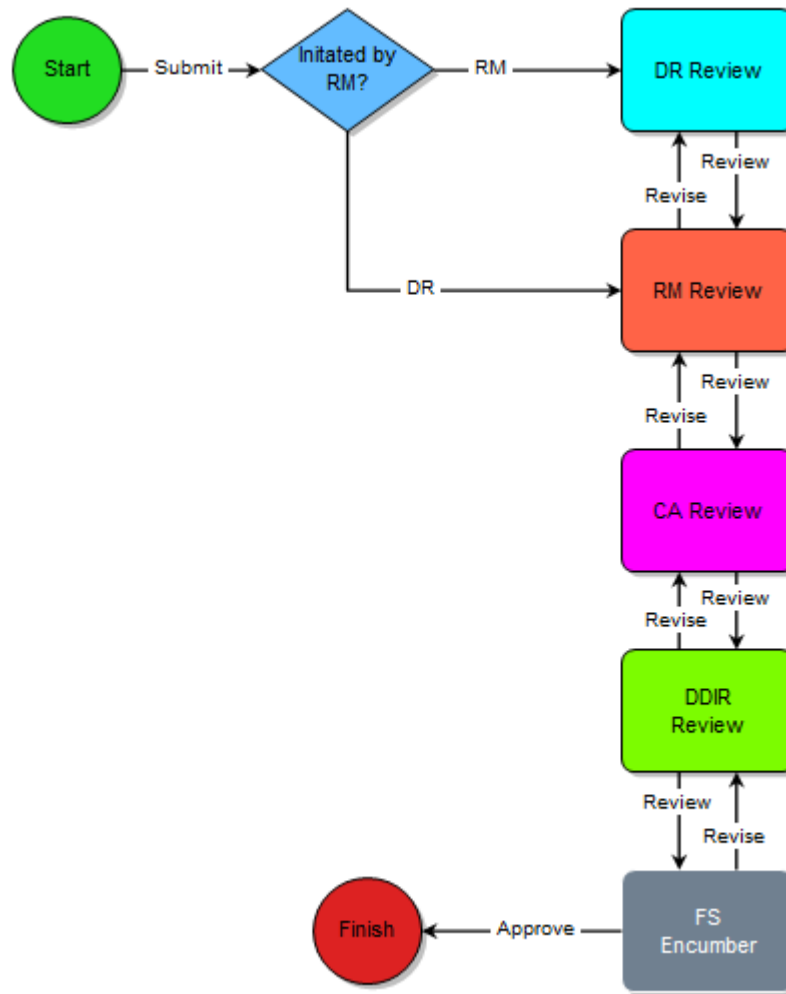 Start
Submit
Initated by
RM?
RM
DR Review
Review
Revise
DR
RM Review
Review
Revise
CA Review
Review
Revise
DDIR
Review
Review
Revise
Finish
Approve
FS
Encumber